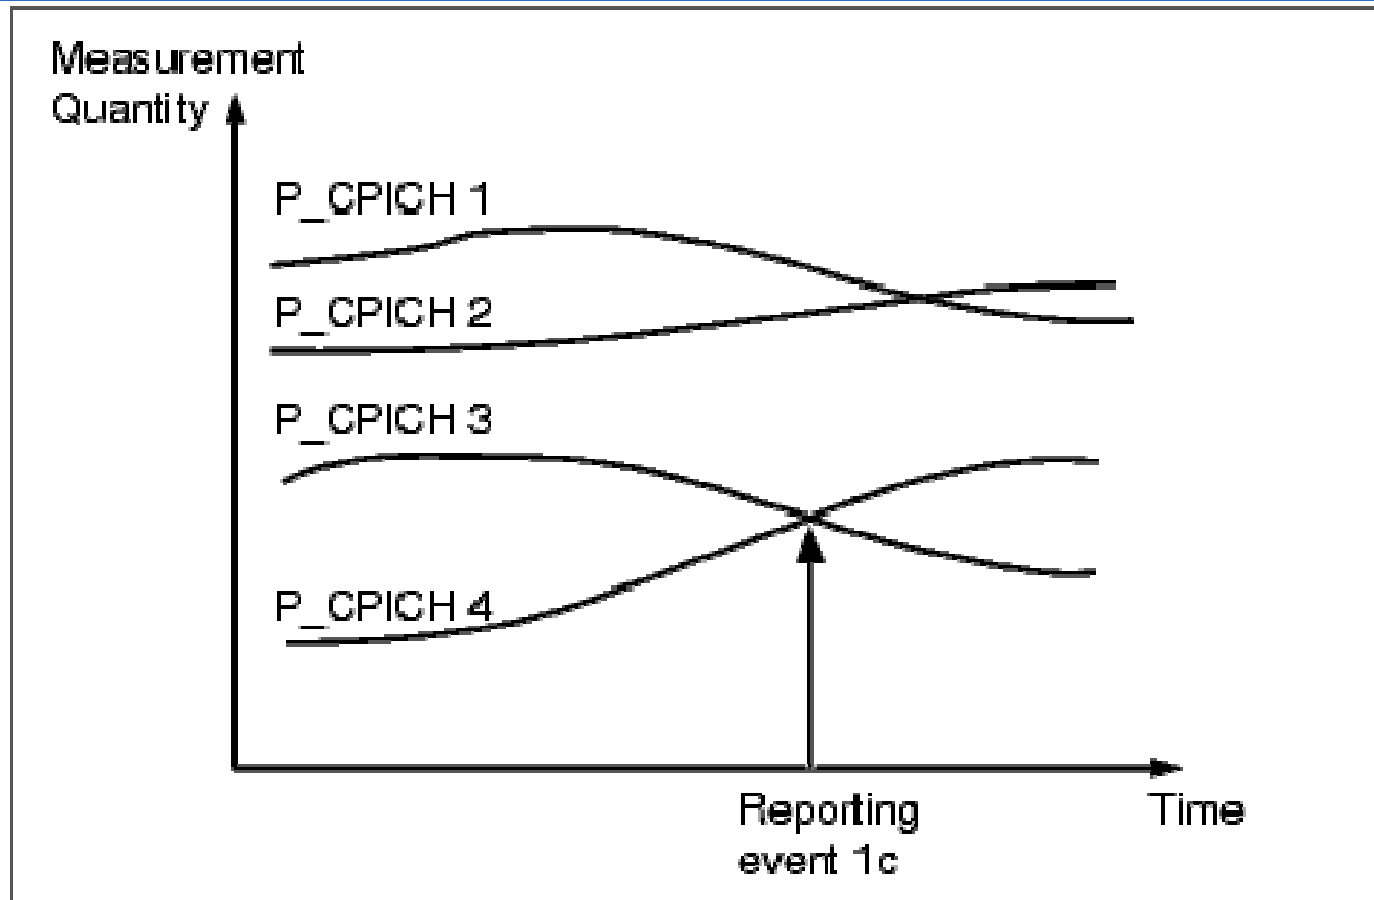 Measurement
Quantity
P_CPICH 1
P_CPICH 2
P_CPICH 3
P_CPICH 4
Reporting
event 1c
Time